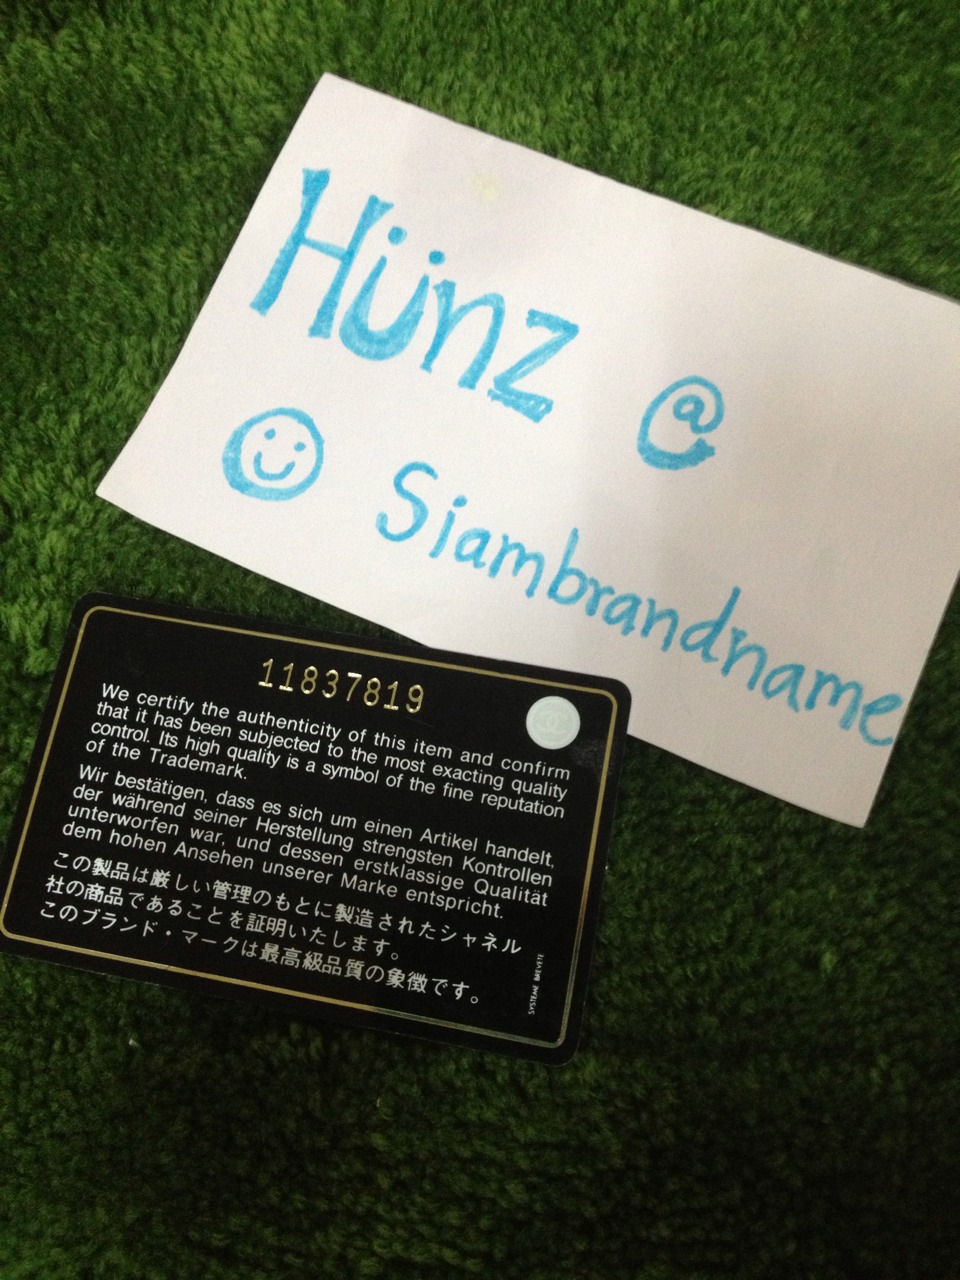 Hünz @
Siambrandname
11837819
We certify the authenticity of this item and confirm
that it has been subjected to the most exacting quality
control. Its high quality is a symbol of the fine reputation
of the Trademark.
Wir bestätigen, dass es sich um einen Artikel handelt,
der während seiner Herstellung strengsten Kontrollen
unterworfen war, und dessen erstklassige Qualität
dem hohen Ansehen unserer Marke entspricht.
この製品は厳しい管理のもとに製造されたシャネル
社の商品であることを証明いたします。
このブランド・マークは最高級品質の象徴です。
SYSTEME BREVETE